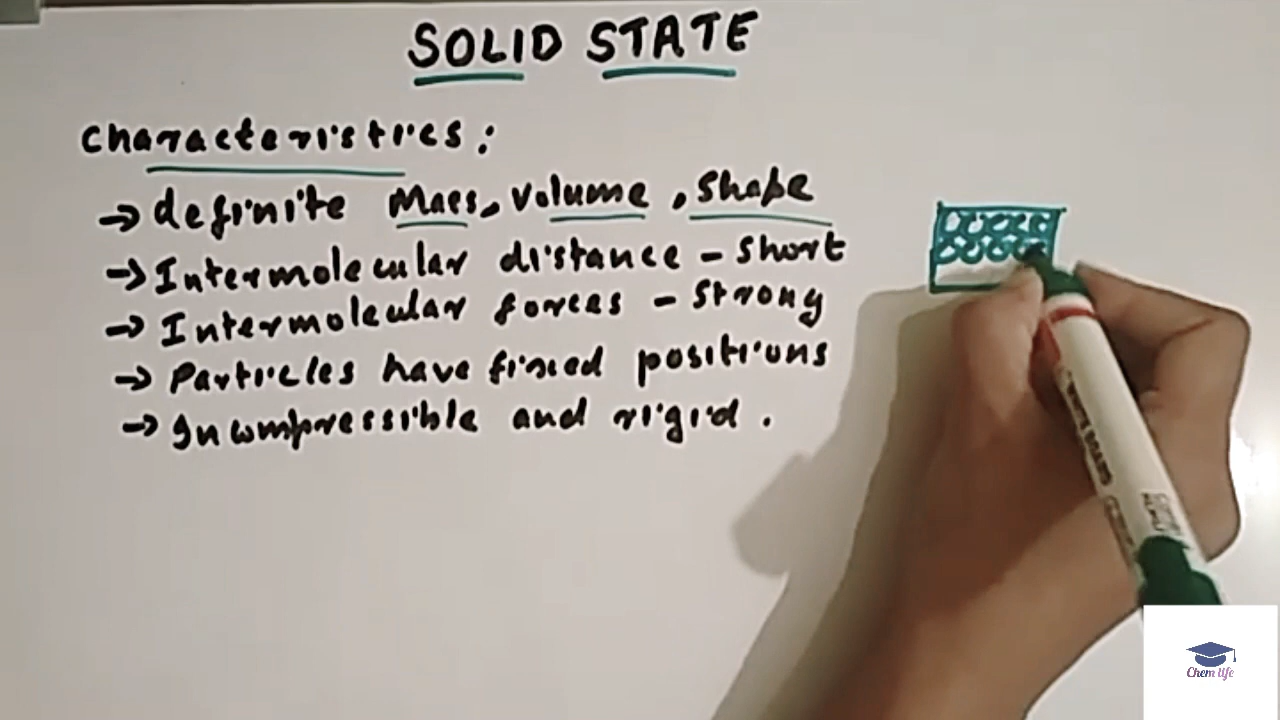 SOLID STATE
Characteristics:
→ definite Mass, Volume, Shape
→ Intermolecular distance – Short
→ Intermolecular forces – Strong
→ Particles have fixed positions
→ Incompressible and rigid.
Chem life